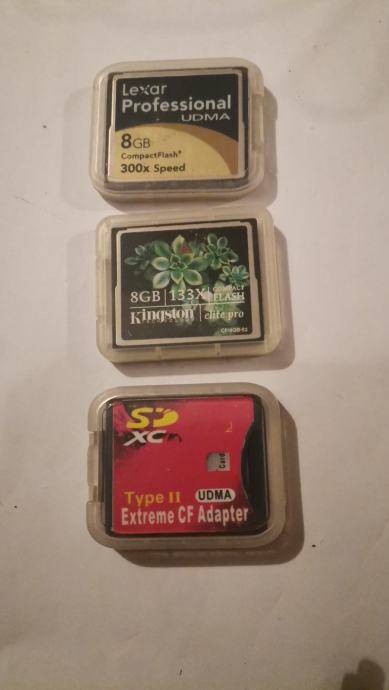 Lexar
Professional
UDMA
8GB
CompactFlash®
300x Speed
8GB 133X COMPACT FLASH
Kingston elite pro
SD
XC
Card
Type II UDMA
Extreme CF Adapter